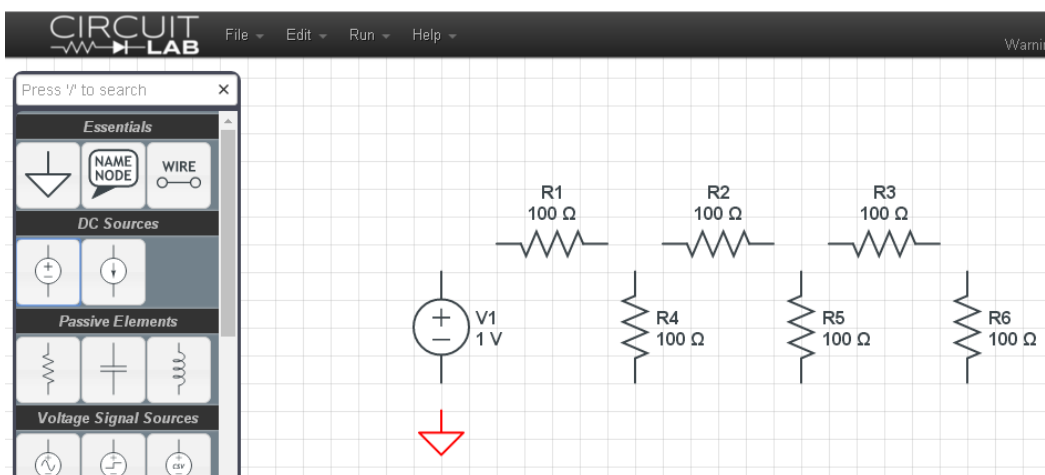 CIRCUIT
LAB
File Edit Run Help
Press '/' to search
Essentials
NAME
NODE
WIRE
DC Sources
Passive Elements
Voltage Signal Sources
csv
R1
100 Ω
R2
100 Ω
R3
100 Ω
V1
1 V
R4
100 Ω
R5
100 Ω
R6
100 Ω